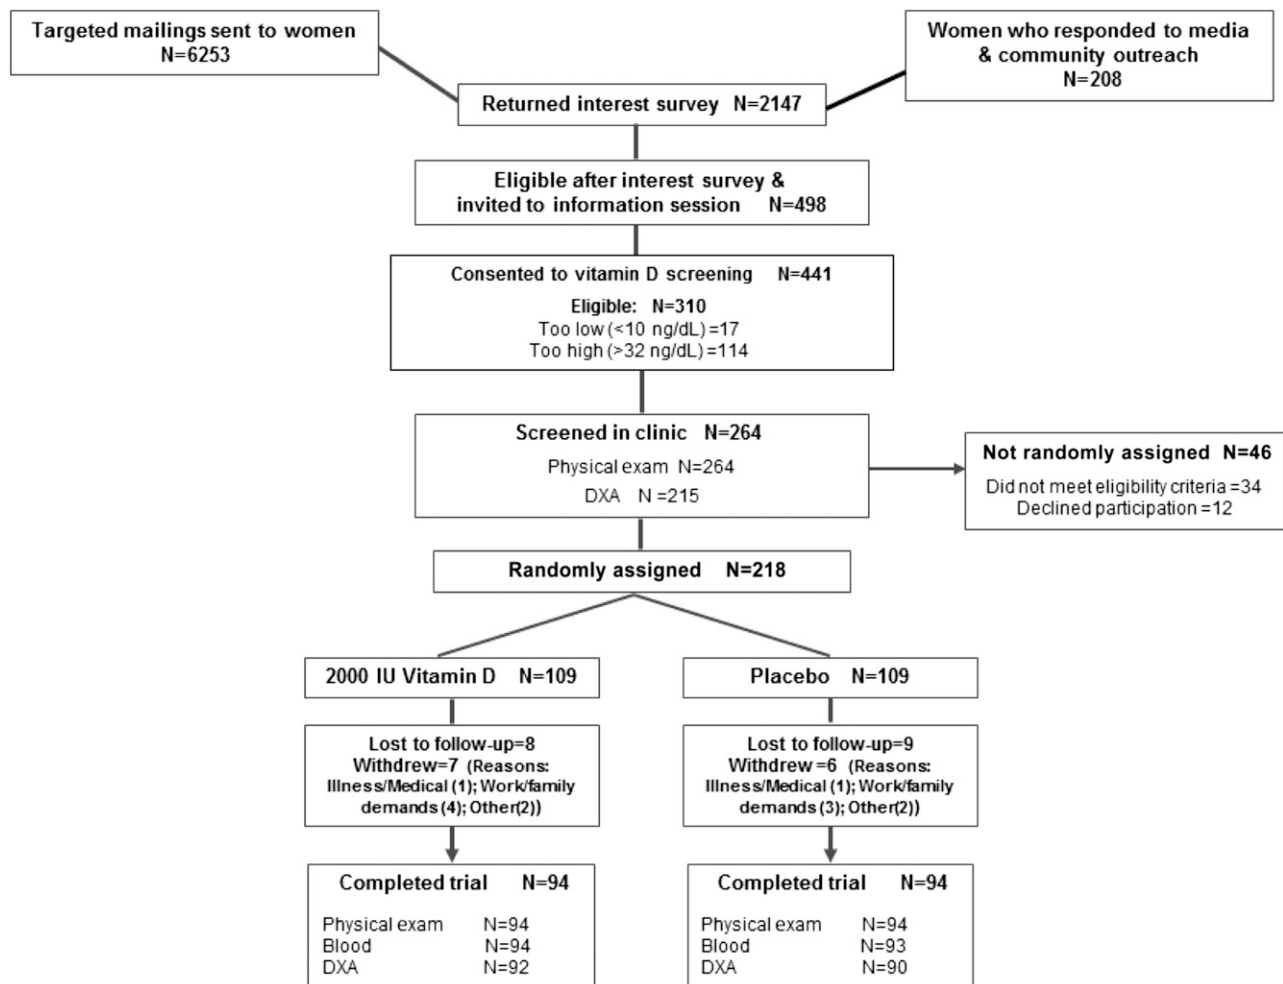 Targeted mailings sent to women
N=6253
Women who responded to media
& community outreach
N=208
Returned interest survey N=2147
Eligible after interest survey &
invited to information session N=498
Consented to vitamin D screening N=441
Eligible: N=310
Too low (<10 ng/dL) =17
Too high (>32 ng/dL) =114
Screened in clinic N=264
Physical exam N=264
DXA N =215
Not randomly assigned N=46
Did not meet eligibility criteria =34
Declined participation =12
Randomly assigned N=218
2000 IU Vitamin D N=109
Lost to follow-up=8
Withdrew=7 (Reasons:
Illness/Medical (1); Work/family
demands (4); Other(2))
Completed trial N=94
Physical exam N=94
Blood N=94
DXA N=92
Placebo N=109
Lost to follow-up=9
Withdrew =6 (Reasons:
Illness/Medical (1); Work/family
demands (3); Other(2))
Completed trial N=94
Physical exam N=94
Blood N=93
DXA N=90